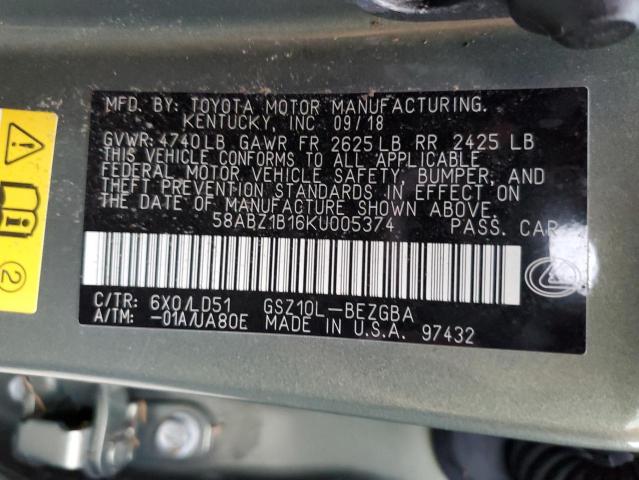 MFD. BY: TOYOTA MOTOR MANUFACTURING.
KENTUCKY, INC 09/18
GVWR: 4740LB GAWR FR 2625LB RR 2425 LB
THIS VEHICLE CONFORMS TO ALL APPLICABLE
FEDERAL MOTOR VEHICLE SAFETY, BUMPER, AND
THEFT PREVENTION STANDARDS IN EFFECT ON
THE DATE OF MANUFACTURE SHOWN ABOVE.
58ABZ1B16KU005374 PASS. CAR
C/TR: 6X0/LD51 GSZ10L-BEZGBA
A/TM: -01A/UA80E MADE IN U.S.A. 97432
2